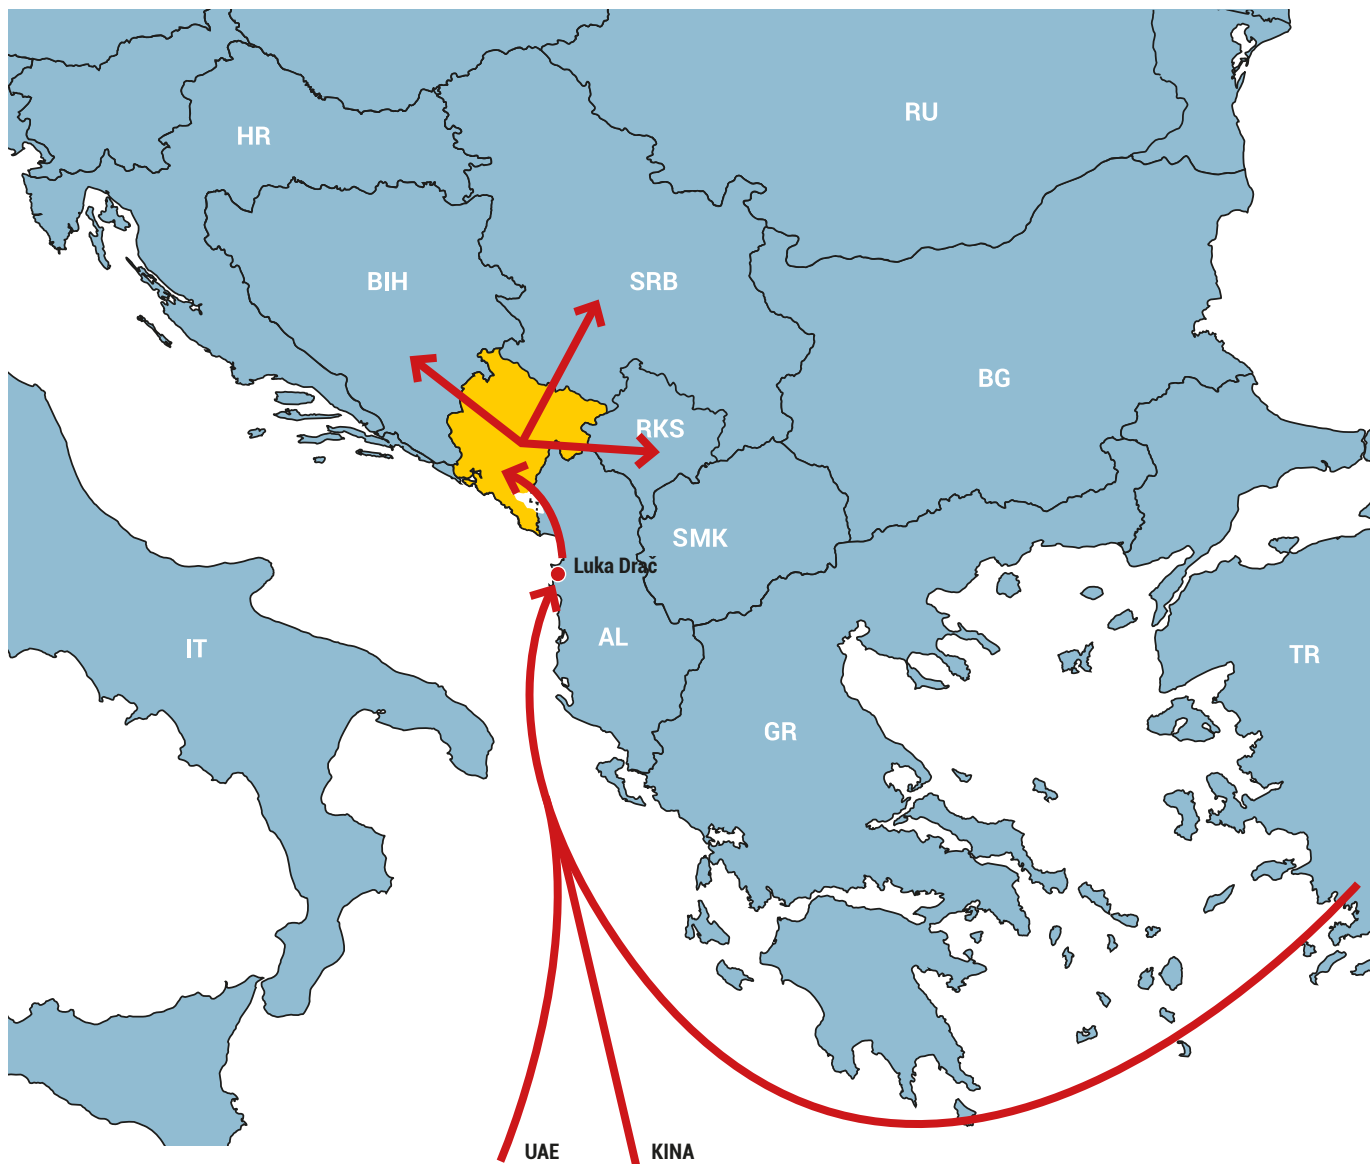 RU
HR
BIH
SRB
BG
RKS
SMK
Luka Drač
AL
IT
TR
GR
UAE
KINA